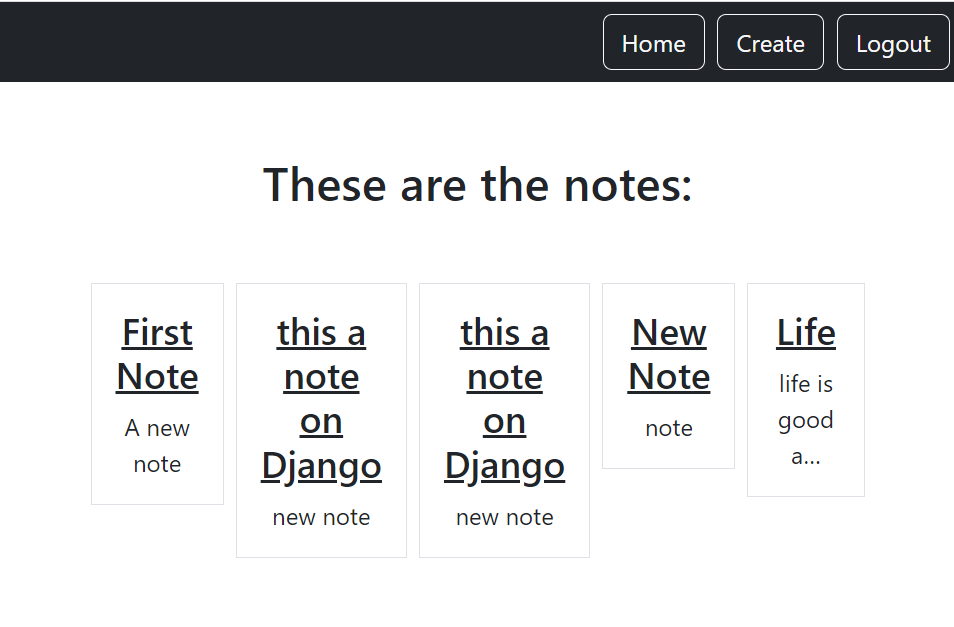 Home Create Logout
These are the notes:
First
Note
A new
note
this a
note
on
Django
new note
this a
note
on
Django
new note
New
Note
note
Life
life is
good
a...